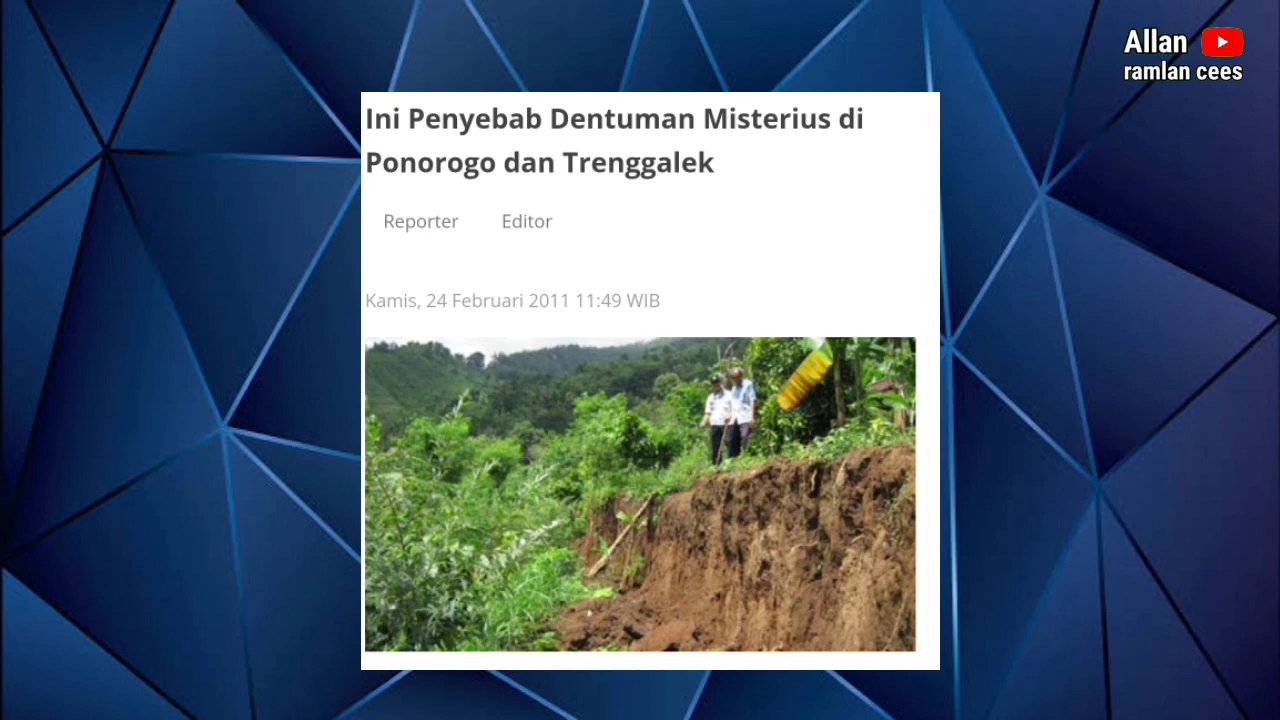 Allan
ramlan cees
Ini Penyebab Dentuman Misterius di
Ponorogo dan Trenggalek
Reporter Editor
Kamis, 24 Februari 2011 11:49 WIB